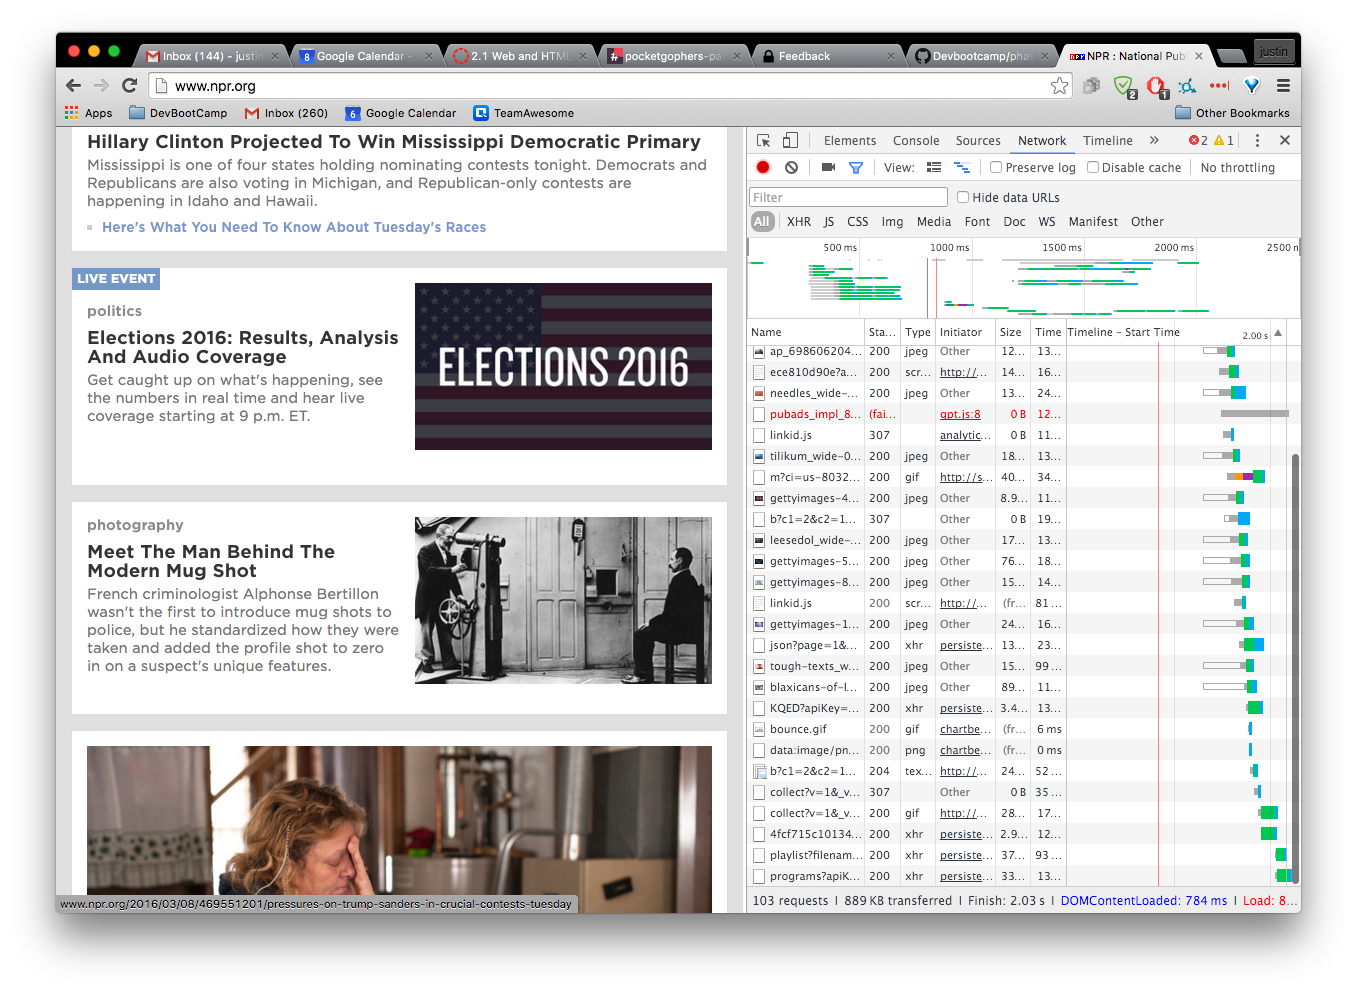 Inbox (144) - justin
Google Calendar -
2.1 Web and HTM
pocketgophers-pa
Feedback
Devbootcamp/pha
NPR : National Publ
justin
www.npr.org
2
1
Apps
DevBootCamp
Inbox (260)
6
Google Calendar
TeamAwesome
Other Bookmarks
Hillary Clinton Projected To Win Mississippi Democratic Primary
Mississippi is one of four states holding nominating contests tonight. Democrats and
Republicans are also voting in Michigan, and Republican-only contests are
happening in Idaho and Hawaii.
Here's What You Need To Know About Tuesday's Races
LIVE EVENT
politics
Elections 2016: Results, Analysis
And Audio Coverage
Get caught up on what's happening, see
the numbers in real time and hear live
coverage starting at 9 p.m. ET.
ELECTIONS 2016
photography
Meet The Man Behind The
Modern Mug Shot
French criminologist Alphonse Bertillon
wasn't the first to introduce mug shots to
police, but he standardized how they were
taken and added the profile shot to zero
in on a suspect's unique features.
www.npr.org/2016/03/08/469551201/pressures-on-trump-sanders-in-crucial-contests-tuesday
Elements Console Sources Network Timeline » 2 1
View: Preserve log Disable cache No throttling
Filter Hide data URLs
All XHR JS CSS Img Media Font Doc WS Manifest Other
500 ms 1000 ms 1500 ms 2000 ms 2500 n
Name Sta... Type Initiator Size Time Timeline – Start Time 2.00 s
ap_698606204... 200 jpeg Other 12... 13...
ece810d90e?a... 200 scr... http://... 14... 16...
needles_wide-... 200 jpeg Other 13... 24...
pubads_impl_8... (fai... gpt.js:8 0 B 12...
linkid.js 307 analytic... 0 B 11...
tilikum_wide-0... 200 jpeg Other 18... 13...
m?ci=us-8032... 200 gif http://s... 40... 34...
gettyimages-4... 200 jpeg Other 8.9... 11...
b?c1=2&c2=1... 307 Other 0 B 19...
leesedol_wide-... 200 jpeg Other 17... 13...
gettyimages-5... 200 jpeg Other 76... 18...
gettyimages-8... 200 jpeg Other 15... 14...
linkid.js 200 scr... http://... (fr... 81 ...
gettyimages-1... 200 jpeg Other 24... 16...
json?page=1&... 200 xhr persiste... 13... 23...
tough-texts_w... 200 jpeg Other 15... 99 ...
blaxicans-of-l... 200 jpeg Other 89... 11...
KQED?apiKey=... 200 xhr persiste... 3.4... 13...
bounce.gif 200 gif chartbe... (fr... 6 ms
data:image/pn... 200 png chartbe... (fr... 0 ms
b?c1=2&c2=1... 204 tex... http://... 24... 52 ...
collect?v=1&_v... 307 Other 0 B 35 ...
collect?v=1&_v... 200 gif http://... 28... 17...
4fcf715c10134... 200 xhr persiste... 2.9... 12...
playlist?filenam... 200 xhr persiste... 37... 93 ...
programs?apiK... 200 xhr persiste... 33... 13...
103 requests | 889 KB transferred | Finish: 2.03 s | DOMContentLoaded: 784 ms | Load: 8...